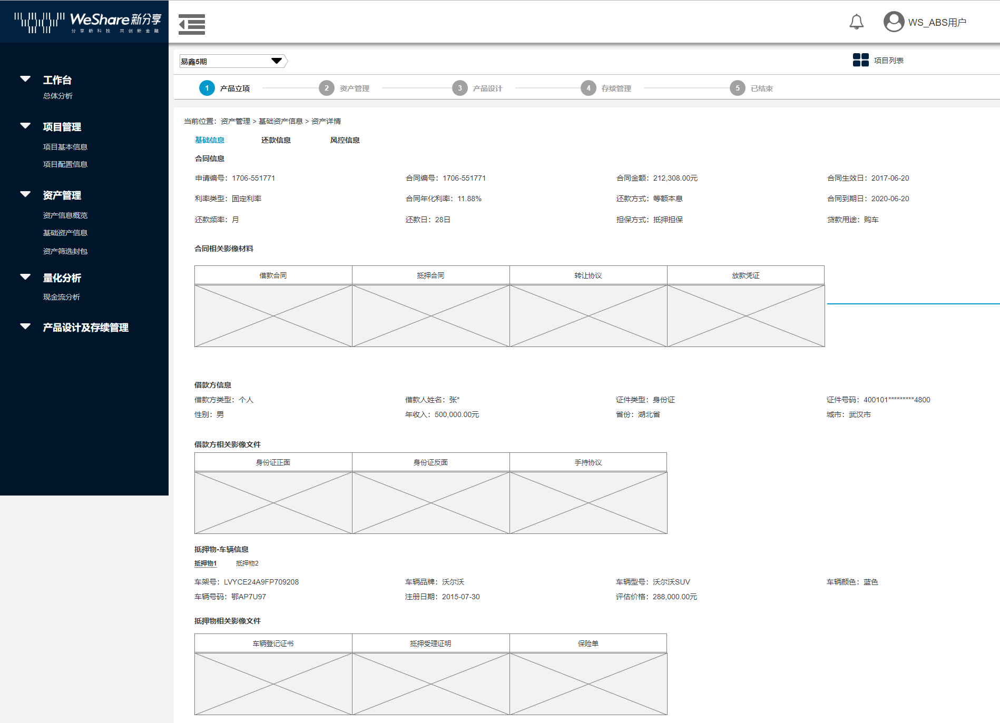 WeShare新分享
分享新科技 共创新金融
WS_ABS用户
易鑫5期
项目列表
1 产品立项 2 资产管理 3 产品设计 4 存续管理 5 已结束
工作台
总体分析
项目管理
项目基本信息
项目配置信息
资产管理
资产信息概览
基础资产信息
资产筛选封包
量化分析
现金流分析
产品设计及存续管理
当前位置：资产管理 > 基础资产信息 > 资产详情
基础信息 还款信息 风控信息
合同信息
申请编号：1706-551771 合同编号：1706-551771 合同金额：212,308.00元 合同生效日：2017-06-20
利率类型：固定利率 合同年化利率：11.88% 还款方式：等额本息 合同到期日：2020-06-20
还款频率：月 还款日：28日 担保方式：抵押担保 贷款用途：购车
合同相关影像材料
借款合同 抵押合同 转让协议 放款凭证
借款方信息
借款方类型：个人 借款人姓名：张* 证件类型：身份证 证件号码：400101*********4800
性别：男 年收入：500,000.00元 省份：湖北省 城市：武汉市
借款方相关影像文件
身份证正面 身份证反面 手持协议
抵押物-车辆信息
抵押物1 抵押物2
车架号：LVYCE24A9FP709208 车辆品牌：沃尔沃 车辆型号：沃尔沃SUV 车辆颜色：蓝色
车辆号码：鄂AP7U97 注册日期：2015-07-30 评估价格：288,000.00元
抵押物相关影像文件
车辆登记证书 抵押受理证明 保险单